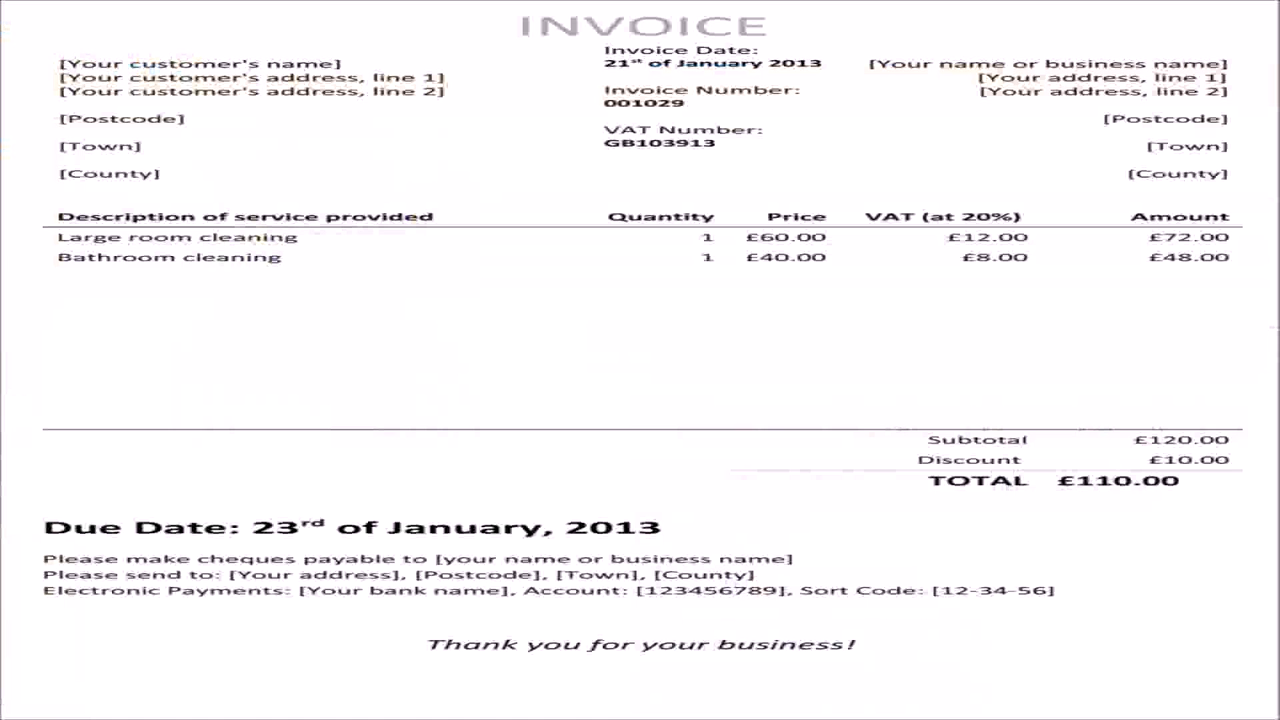 INVOICE
[Your customer's name]
[Your customer's address, line 1]
[Your customer's address, line 2]
[Postcode]
[Town]
[County]
Invoice Date:
21st of January 2013
Invoice Number:
001029
VAT Number:
GB103913
[Your name or business name]
[Your address, line 1]
[Your address, line 2]
[Postcode]
[Town]
[County]
Description of service provided Quantity Price VAT (at 20%) Amount
Large room cleaning 1 £60.00 £12.00 £72.00
Bathroom cleaning 1 £40.00 £8.00 £48.00
Subtotal £120.00
Discount £10.00
TOTAL £110.00
Due Date: 23rd of January, 2013
Please make cheques payable to [your name or business name]
Please send to: [Your address], [Postcode], [Town], [County]
Electronic Payments: [Your bank name], Account: [123456789], Sort Code: [12-34-56]
Thank you for your business!